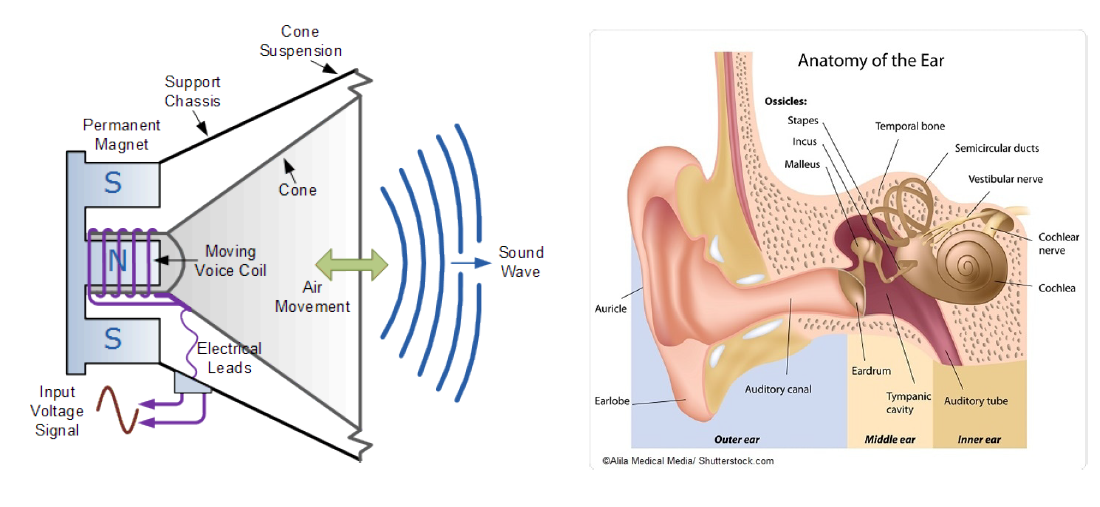 Cone
Suspension
Support
Chassis
Permanent
Magnet
S
Cone
N
Moving
Voice Coil
Air
Movement
Sound
Wave
S
Electrical
Leads
Input
Voltage
Signal
Anatomy of the Ear
Ossicles:
Stapes
Incus
Malleus
Temporal bone
Semicircular ducts
Vestibular nerve
Cochlear
nerve
Cochlea
Auricle
Eardrum
Auditory canal
Earlobe
Tympanic
cavity
Auditory tube
Outer ear
Middle ear
Inner ear
©Alila Medical Media/ Shutterstock.com